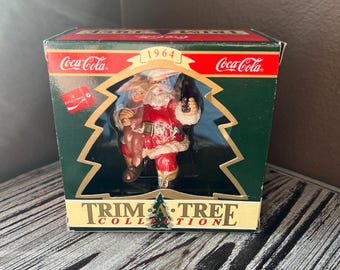 1964
Coca-Cola Coca-Cola
TRIM A TREE
COLLECTION